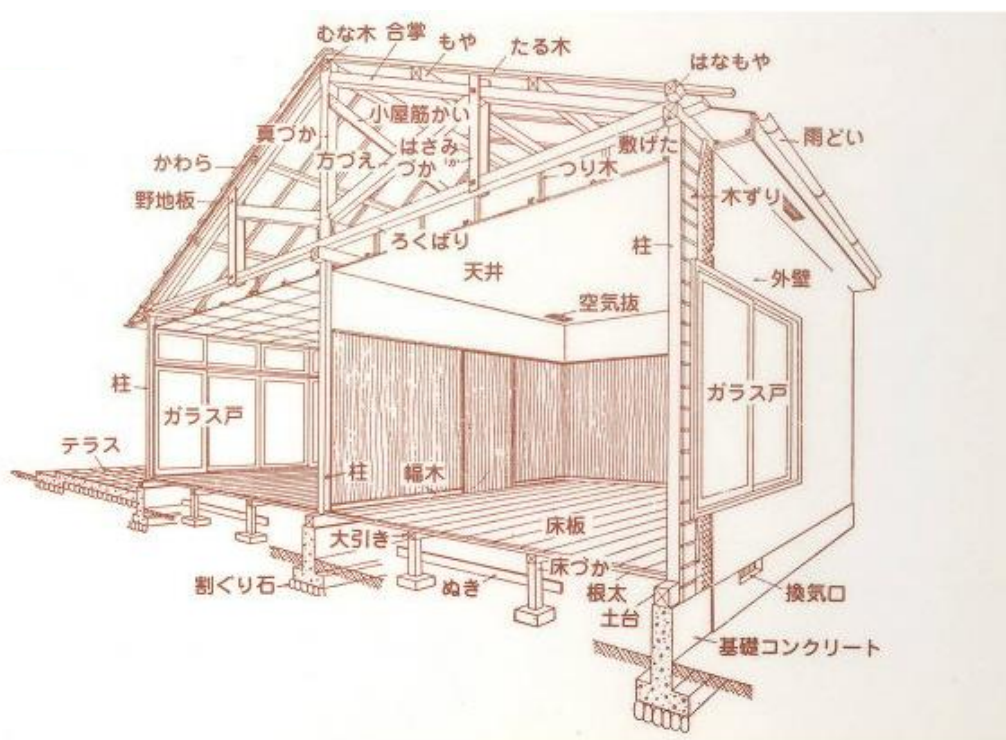 むな木
合掌
もや
たる木
はなもや
小屋筋かい
真づか
方づえ
はさみ
づか
敷げた
雨どい
かわら
つり木
木ずり
野地板
ろくばり
柱
天井
外壁
空気抜
柱
ガラス戸
ガラス戸
テラス
柱
幅木
床板
大引き
床づか
割ぐり石
ぬき
根太
換気口
土台
基礎コンクリート